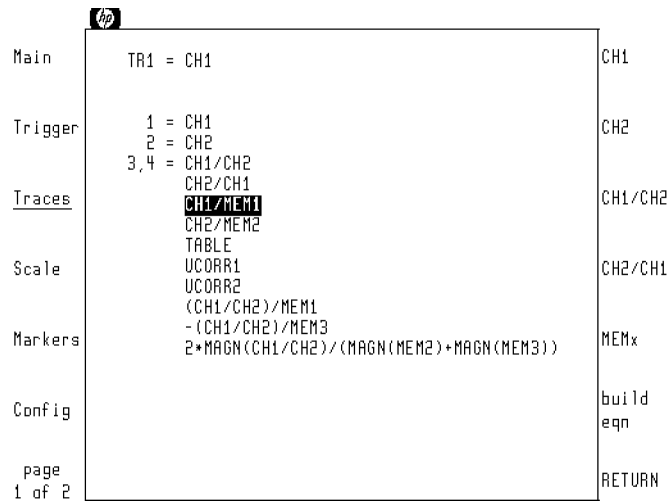 hp
Main
Trigger
Traces
Scale
Markers
Config
page
1 of 2
TR1 = CH1
1 = CH1
2 = CH2
3,4 = CH1/CH2
CH2/CH1
CH1/MEM1
CH2/MEM2
TABLE
UCORR1
UCORR2
(CH1/CH2)/MEM1
-(CH1/CH2)/MEM3
2*MAGN(CH1/CH2)/(MAGN(MEM2)+MAGN(MEM3))
CH1
CH2
CH1/CH2
CH2/CH1
MEMx
build
eqn
RETURN